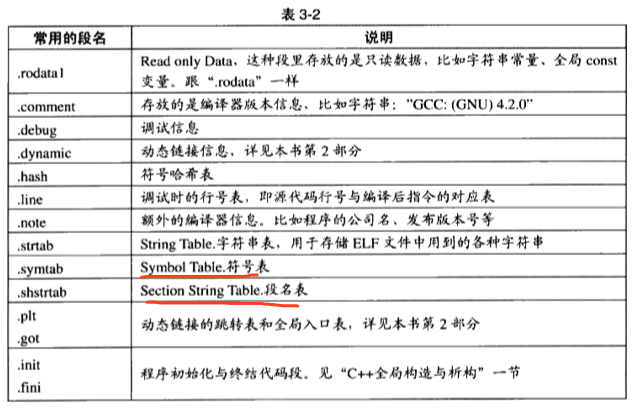 表 3-2
常用的段名 说明
.rodata1 Read only Data，这种段里存放的是只读数据，比如字符串常量、全局 const
变量。跟“.rodata”一样
.comment 存放的是编译器版本信息，比如字符串："GCC: (GNU) 4.2.0"
.debug 调试信息
.dynamic 动态链接信息，详见本书第 2 部分
.hash 符号哈希表
.line 调试时的行号表，即源代码行号与编译后指令的对应表
.note 额外的编译器信息。比如程序的公司名、发布版本号等
.strtab String Table.字符串表，用于存储 ELF 文件中用到的各种字符串
.symtab Symbol Table.符号表
.shstrtab Section String Table.段名表
.plt
.got
动态链接的跳转表和全局入口表，详见本书第 2 部分
.init
.fini
程序初始化与终结代码段。见“C++全局构造与析构”一节